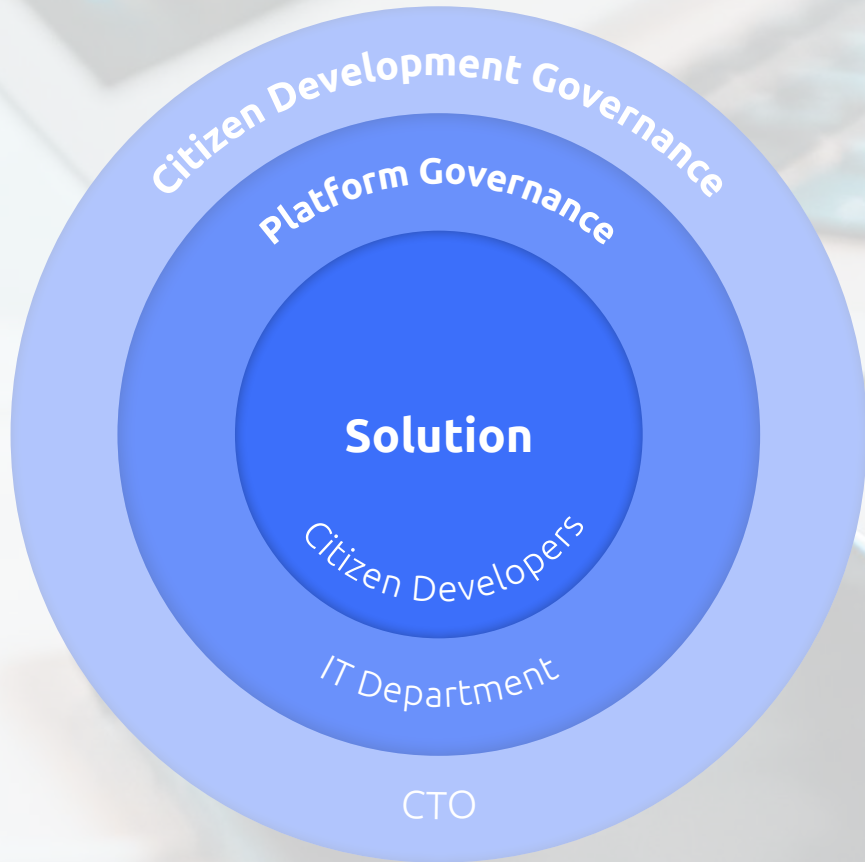 Citizen Development Governance
Platform Governance
Solution
Citizen Developers
IT Department
CTO